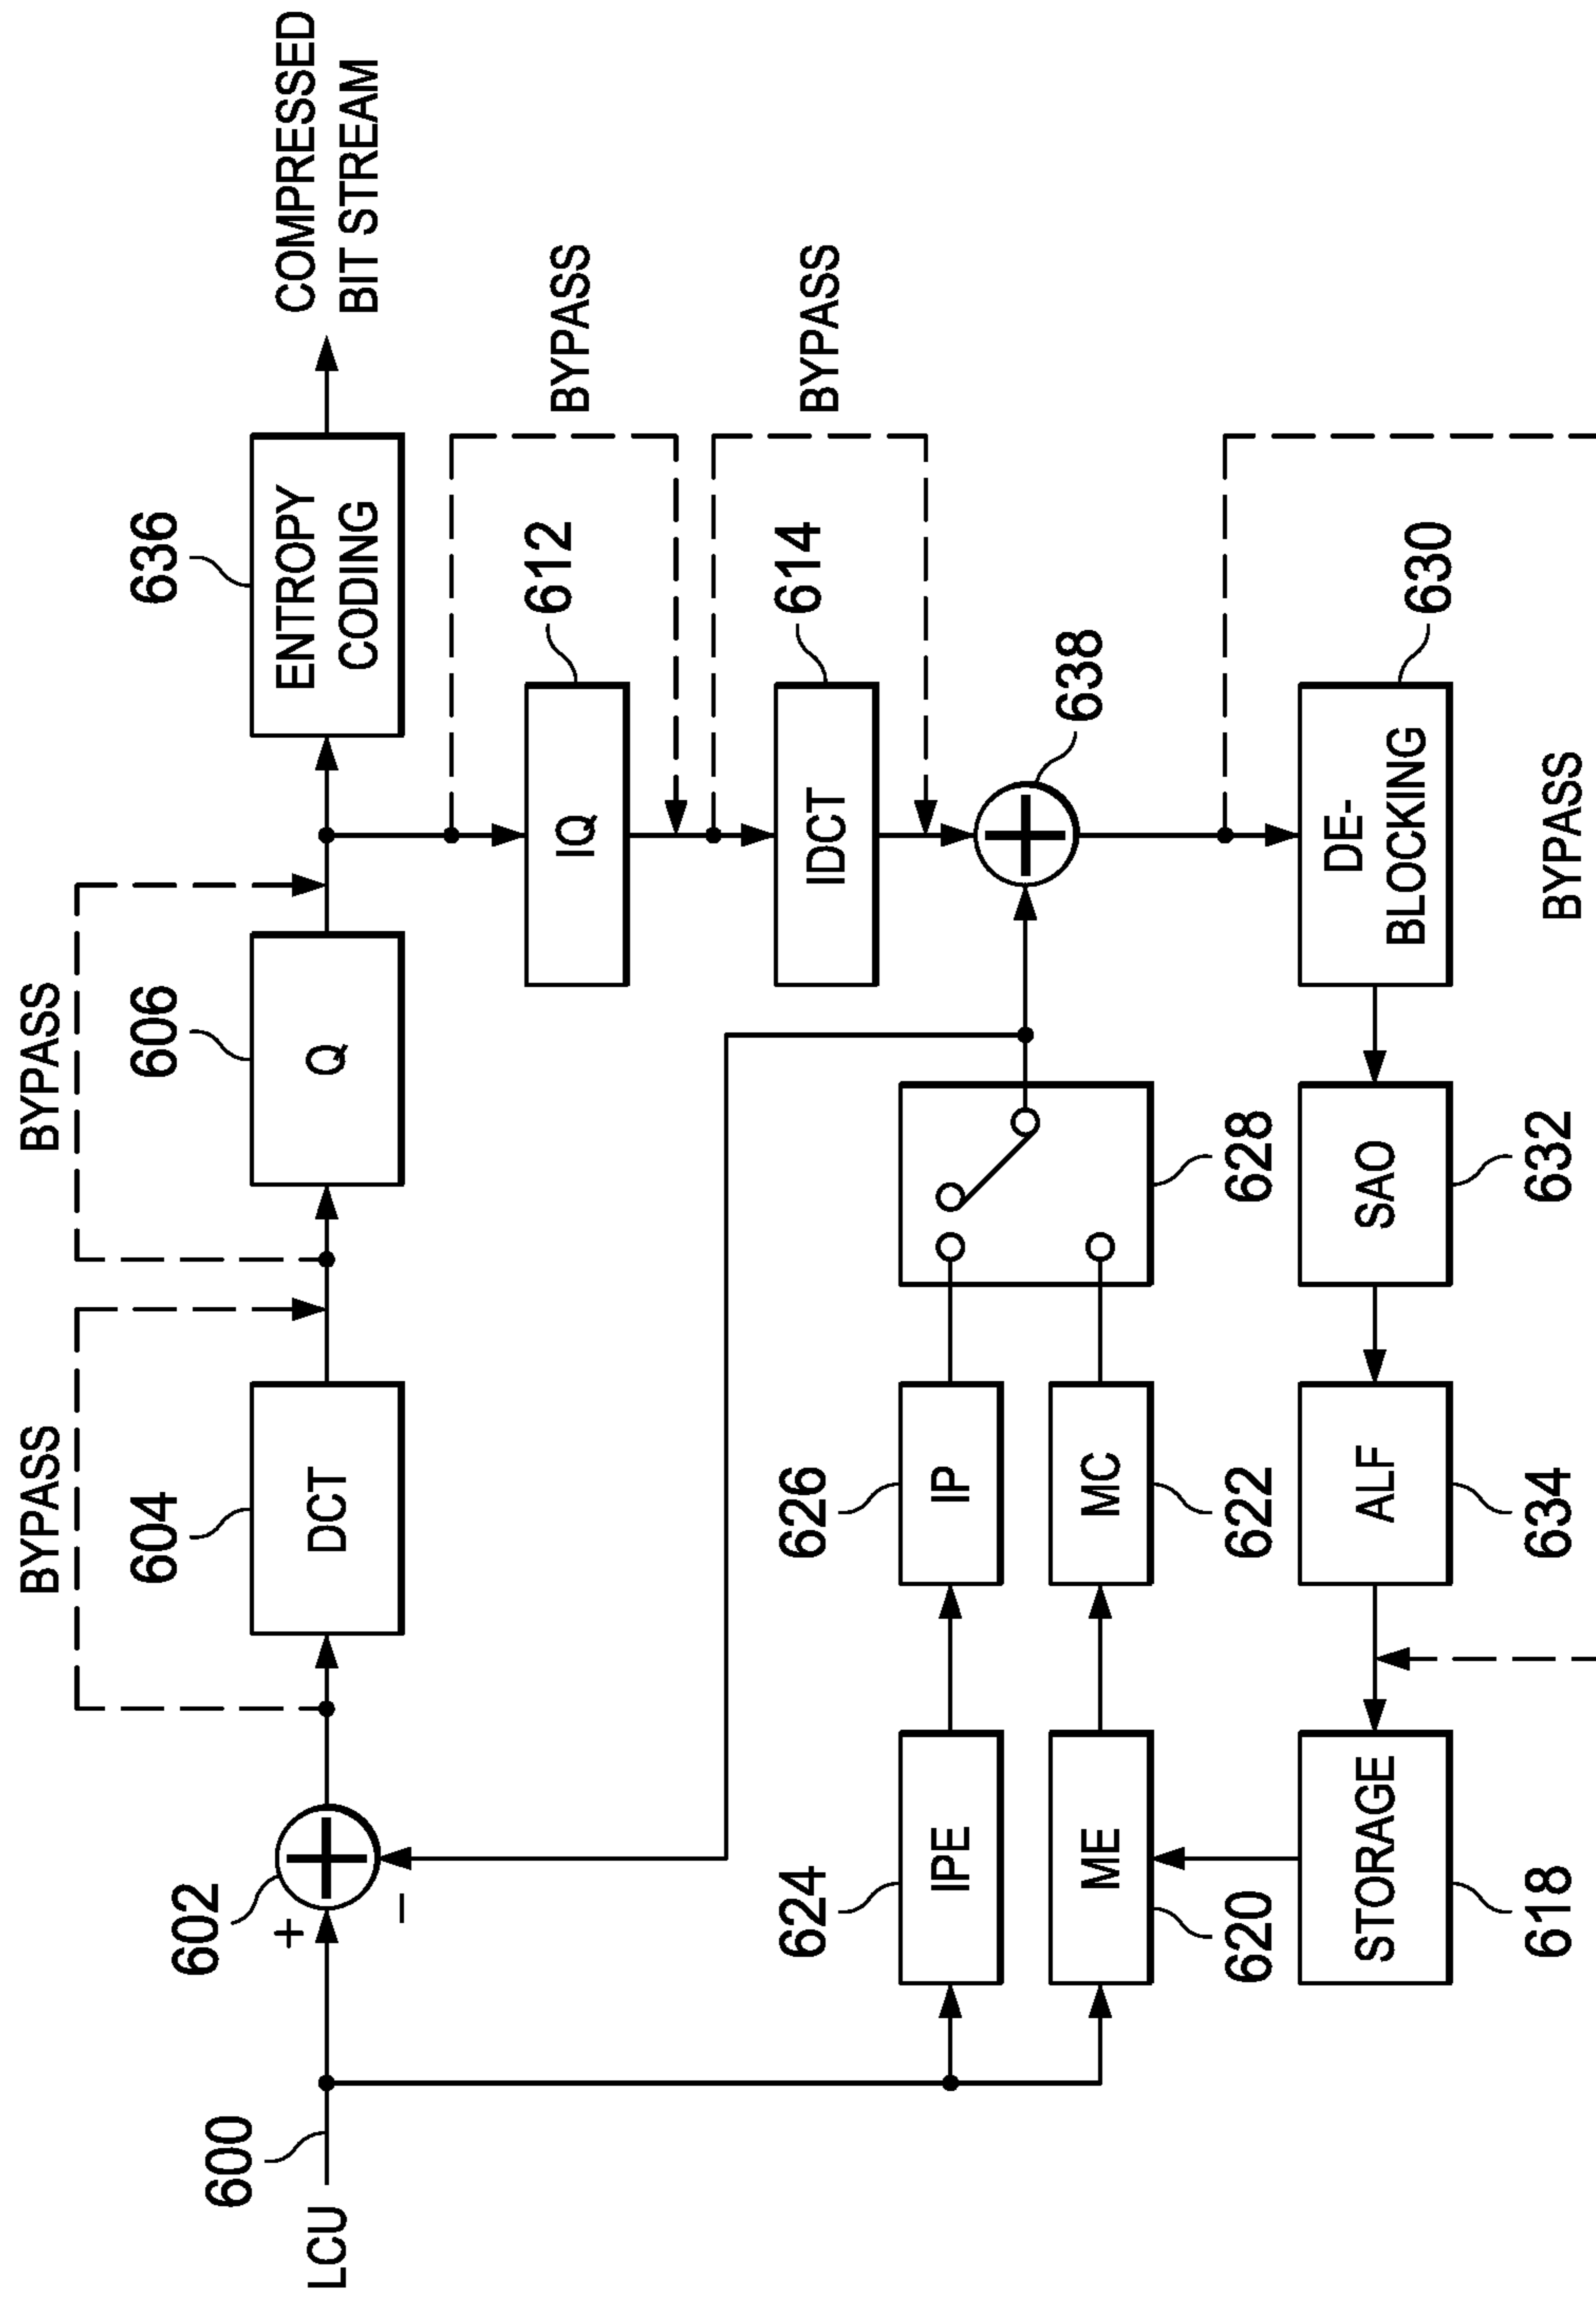 BYPASS
BYPASS
604
606
636
602
600
LCU
+
−
DCT
Q
ENTROPY
CODING
COMPRESSED
BIT STREAM
612
IQ
BYPASS
614
IDCT
BYPASS
624
IPE
626
IP
638
620
ME
622
MC
628
STORAGE
ALF
SAO
DE-
BLOCKING
630
618
634
632
BYPASS